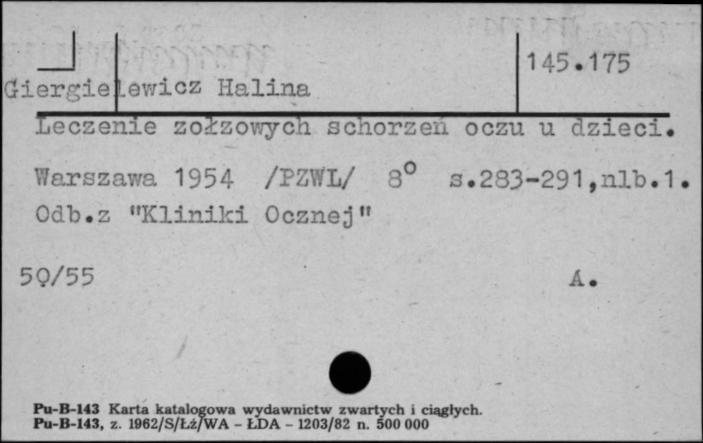 145.175
Giergielewicz Halina
Leczenie zołzowych schorzeń oczu u dzieci.
Warszawa 1954 /PZWL/ 8° s.283-291,nlb.1.
Odb.z "Kliniki Ocznej"
50/55 A.
Pu-B-143 Karta katalogowa wydawnictw zwartych i ciągłych.
Pu-B-143, z. 1962/S/Łż/WA - ŁDA - 1203/82 n. 500 000